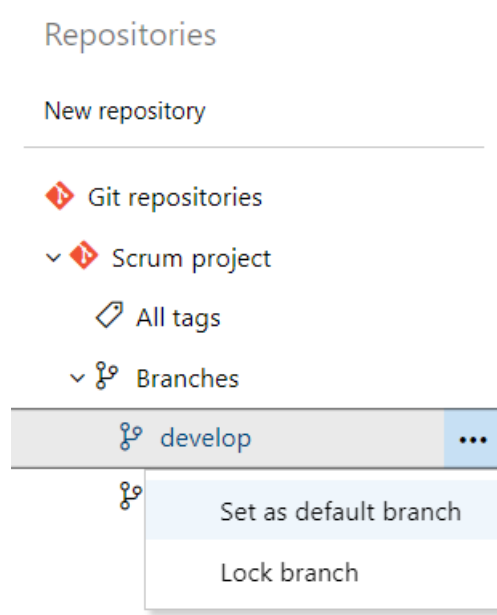 Repositories
New repository
Git repositories
Scrum project
All tags
Branches
develop
Set as default branch
Lock branch